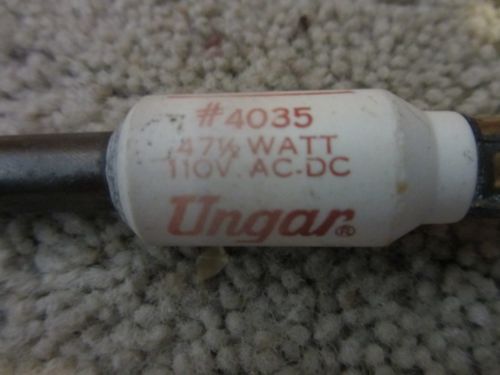 #4035
47½ WATT
110V. AC-DC
Ungar®